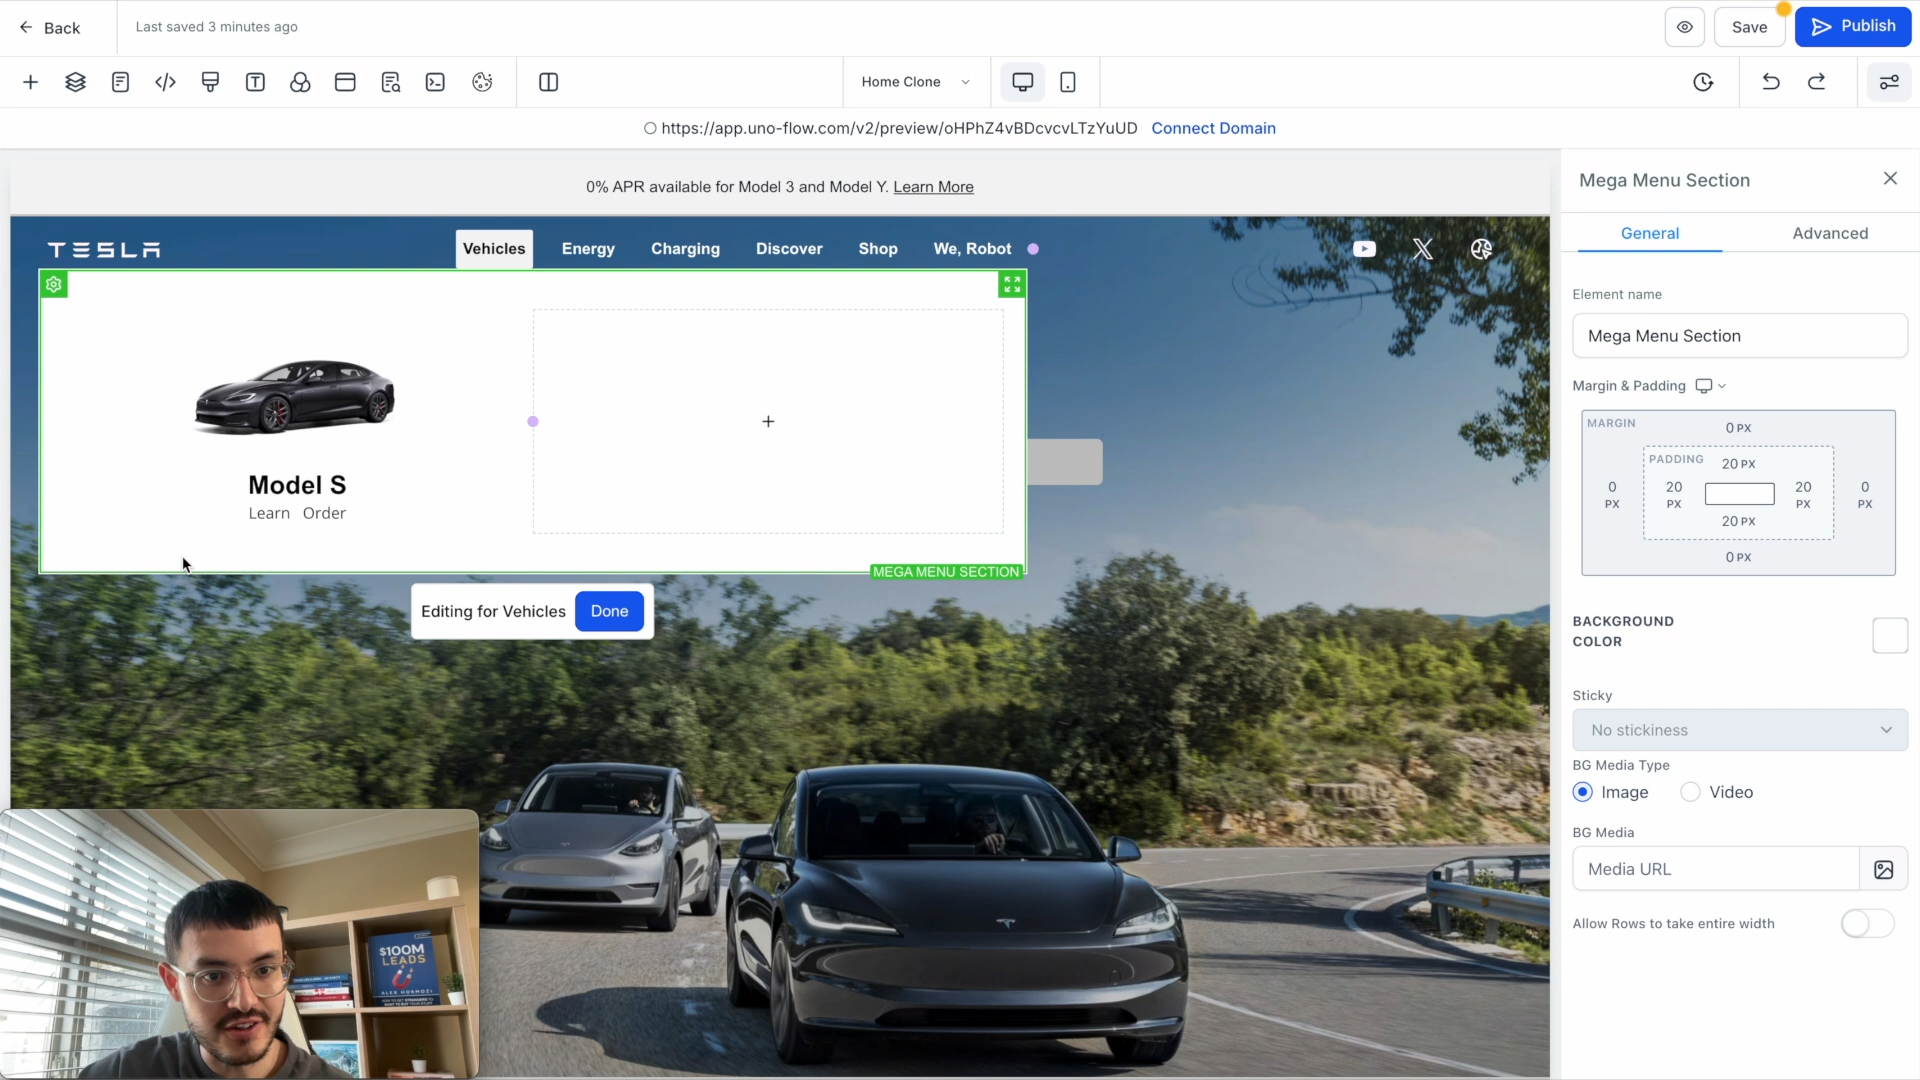 Back
Last saved 3 minutes ago
Save
Publish
Home Clone
https://app.uno-flow.com/v2/preview/oHPhZ4vBDcvcvLTzYuUD Connect Domain
0% APR available for Model 3 and Model Y. Learn More
TESLA
Vehicles
Energy
Charging
Discover
Shop
We, Robot
Model S
Learn Order
MEGA MENU SECTION
Editing for Vehicles
Done
Mega Menu Section
General
Advanced
Element name
Mega Menu Section
Margin & Padding
MARGIN
0 PX
PADDING
20 PX
0 PX
20 PX
20 PX
0 PX
20 PX
0 PX
BACKGROUND
COLOR
Sticky
No stickiness
BG Media Type
Image
Video
BG Media
Media URL
Allow Rows to take entire width
$100M
LEADS
ALEX HORMOZI